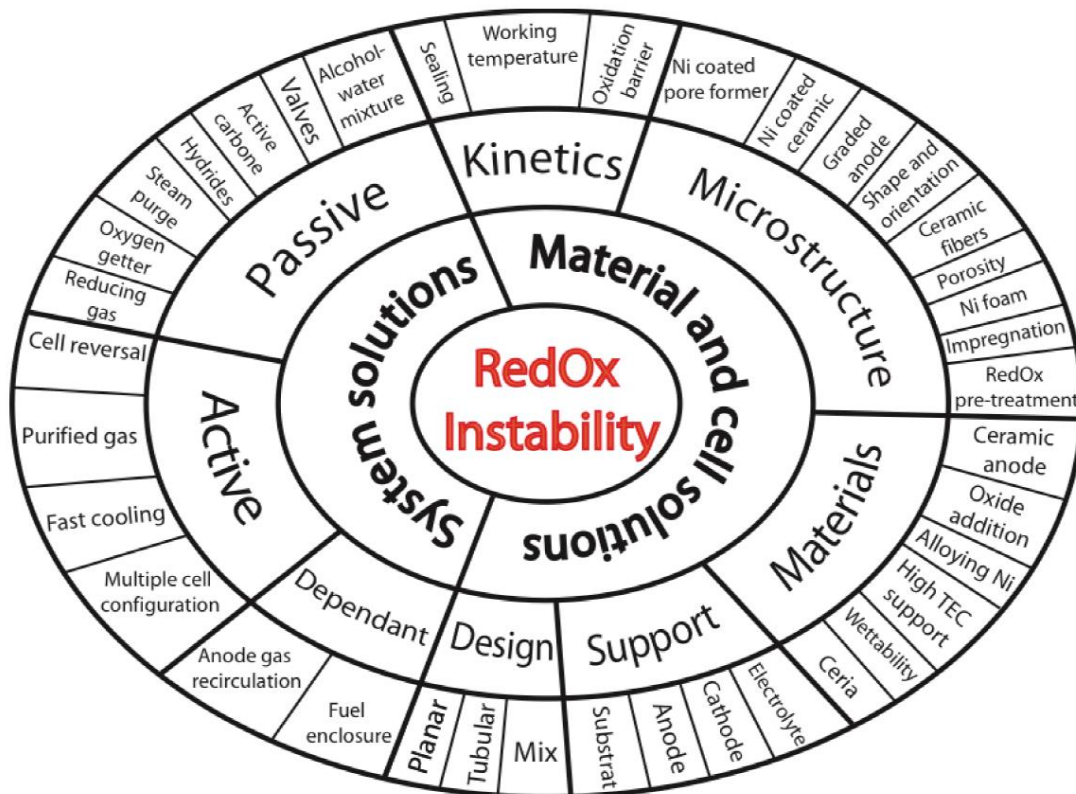 RedOx
Instability
Material and cell solutions
System solutions
Kinetics
Microstructure
Materials
Support
Design
Dependant
Active
Passive
Sealing
Working
temperature
Oxidation
barrier
Ni coated
pore former
Ni coated
ceramic
Graded
anode
Shape and
orientation
Ceramic
fibers
Porosity
Ni foam
Impregnation
RedOx
pre-treatment
Ceramic
anode
Oxide
addition
Alloying Ni
High TEC
support
Wettability
Ceria
Electrolyte
Cathode
Anode
Substrat
Mix
Tubular
Planar
Fuel
enclosure
Anode gas
recirculation
Multiple cell
configuration
Fast cooling
Purified gas
Cell reversal
Reducing
gas
Oxygen
getter
Steam
purge
Hydrides
Active
carbone
Valves
Alcohol-
water
mixture